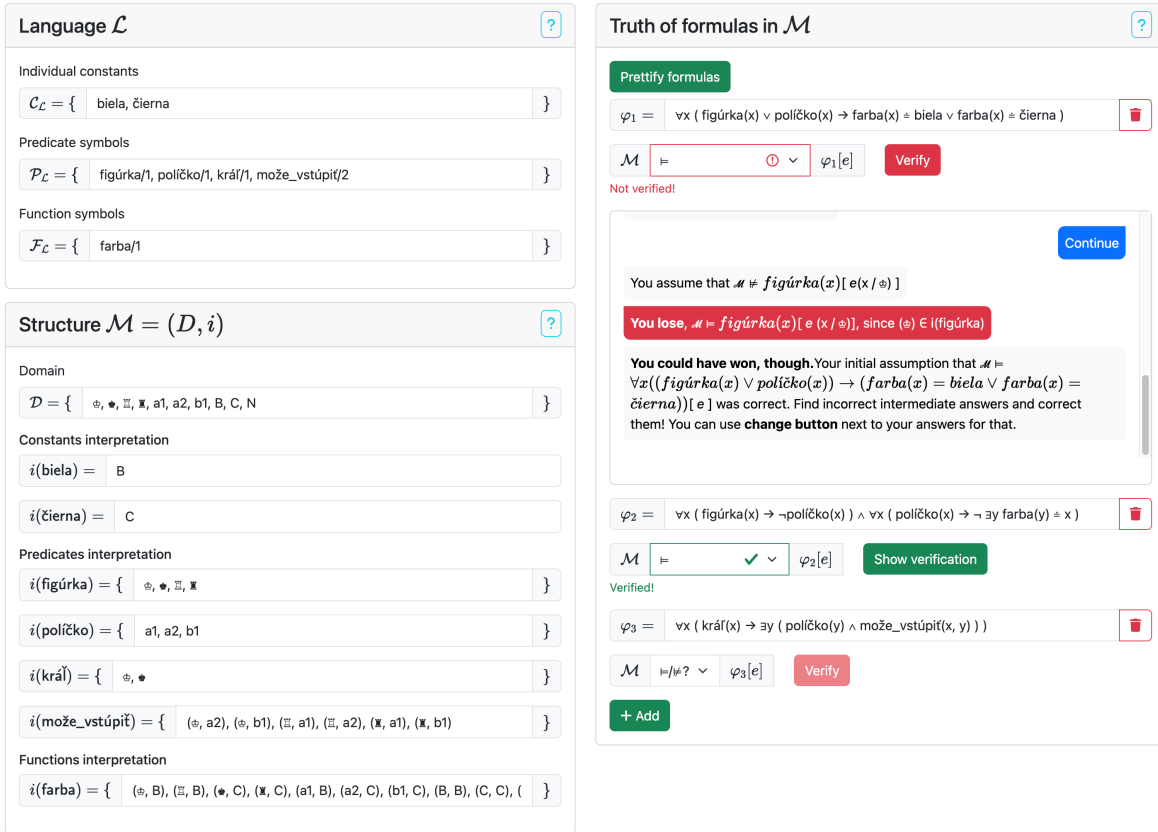 Language ℒ
?
Individual constants
𝒞ℒ = { biela, čierna }
Predicate symbols
𝒫ℒ = { figúrka/1, políčko/1, kráľ/1, može_vstúpiť/2 }
Function symbols
ℱℒ = { farba/1 }
Structure ℳ = (D, i)
?
Domain
𝒟 = { ♔, ♚, ♖, ♜, a1, a2, b1, B, C, N }
Constants interpretation
i(biela) = B
i(čierna) = C
Predicates interpretation
i(figúrka) = { ♔, ♚, ♖, ♜ }
i(políčko) = { a1, a2, b1 }
i(kráľ) = { ♔, ♚ }
i(može_vstúpiť) = { (♔, a2), (♔, b1), (♖, a1), (♖, a2), (♜, a1), (♜, b1) }
Functions interpretation
i(farba) = { (♔, B), (♖, B), (♚, C), (♜, C), (a1, B), (a2, C), (b1, C), (B, B), (C, C), ( }
Truth of formulas in ℳ
?
Prettify formulas
φ₁ = ∀x ( figúrka(x) ∨ políčko(x) → farba(x) ≐ biela ∨ farba(x) ≐ čierna )
ℳ ⊨ φ₁[e] Verify
Not verified!
Continue
You assume that ℳ ⊭ figúrka(x)[ e(x / ♔) ]
You lose, ℳ ⊨ figúrka(x)[ e (x / ♔)], since (♔) ∈ i(figúrka)
You could have won, though.Your initial assumption that ℳ ⊨
∀x((figúrka(x) ∨ políčko(x)) → (farba(x) = biela ∨ farba(x) =
čierna))[ e ] was correct. Find incorrect intermediate answers and correct
them! You can use change button next to your answers for that.
φ₂ = ∀x ( figúrka(x) → ¬políčko(x) ) ∧ ∀x ( políčko(x) → ¬ ∃y farba(y) ≐ x )
ℳ ⊨ φ₂[e] Show verification
Verified!
φ₃ = ∀x ( kráľ(x) → ∃y ( políčko(y) ∧ može_vstúpiť(x, y) ) )
ℳ ⊨/⊭? φ₃[e] Verify
+ Add